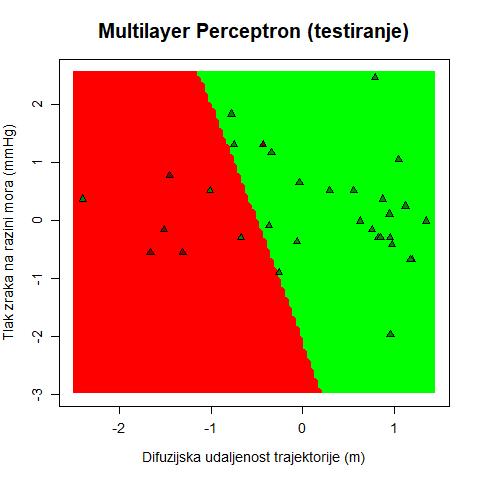 Multilayer Perceptron (testiranje)
Tlak zraka na razini mora (mmHg)
2
1
0
-1
-2
-3
-2 -1 0 1
Difuzijska udaljenost trajektorije (m)